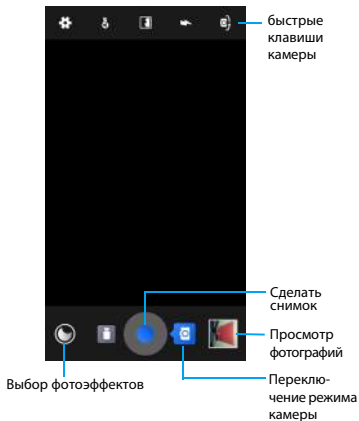 быстрые
клавиши
камеры
Сделать
снимок
Просмотр
фотографий
Выбор фотоэффектов
Переклю-
чение режима
камеры